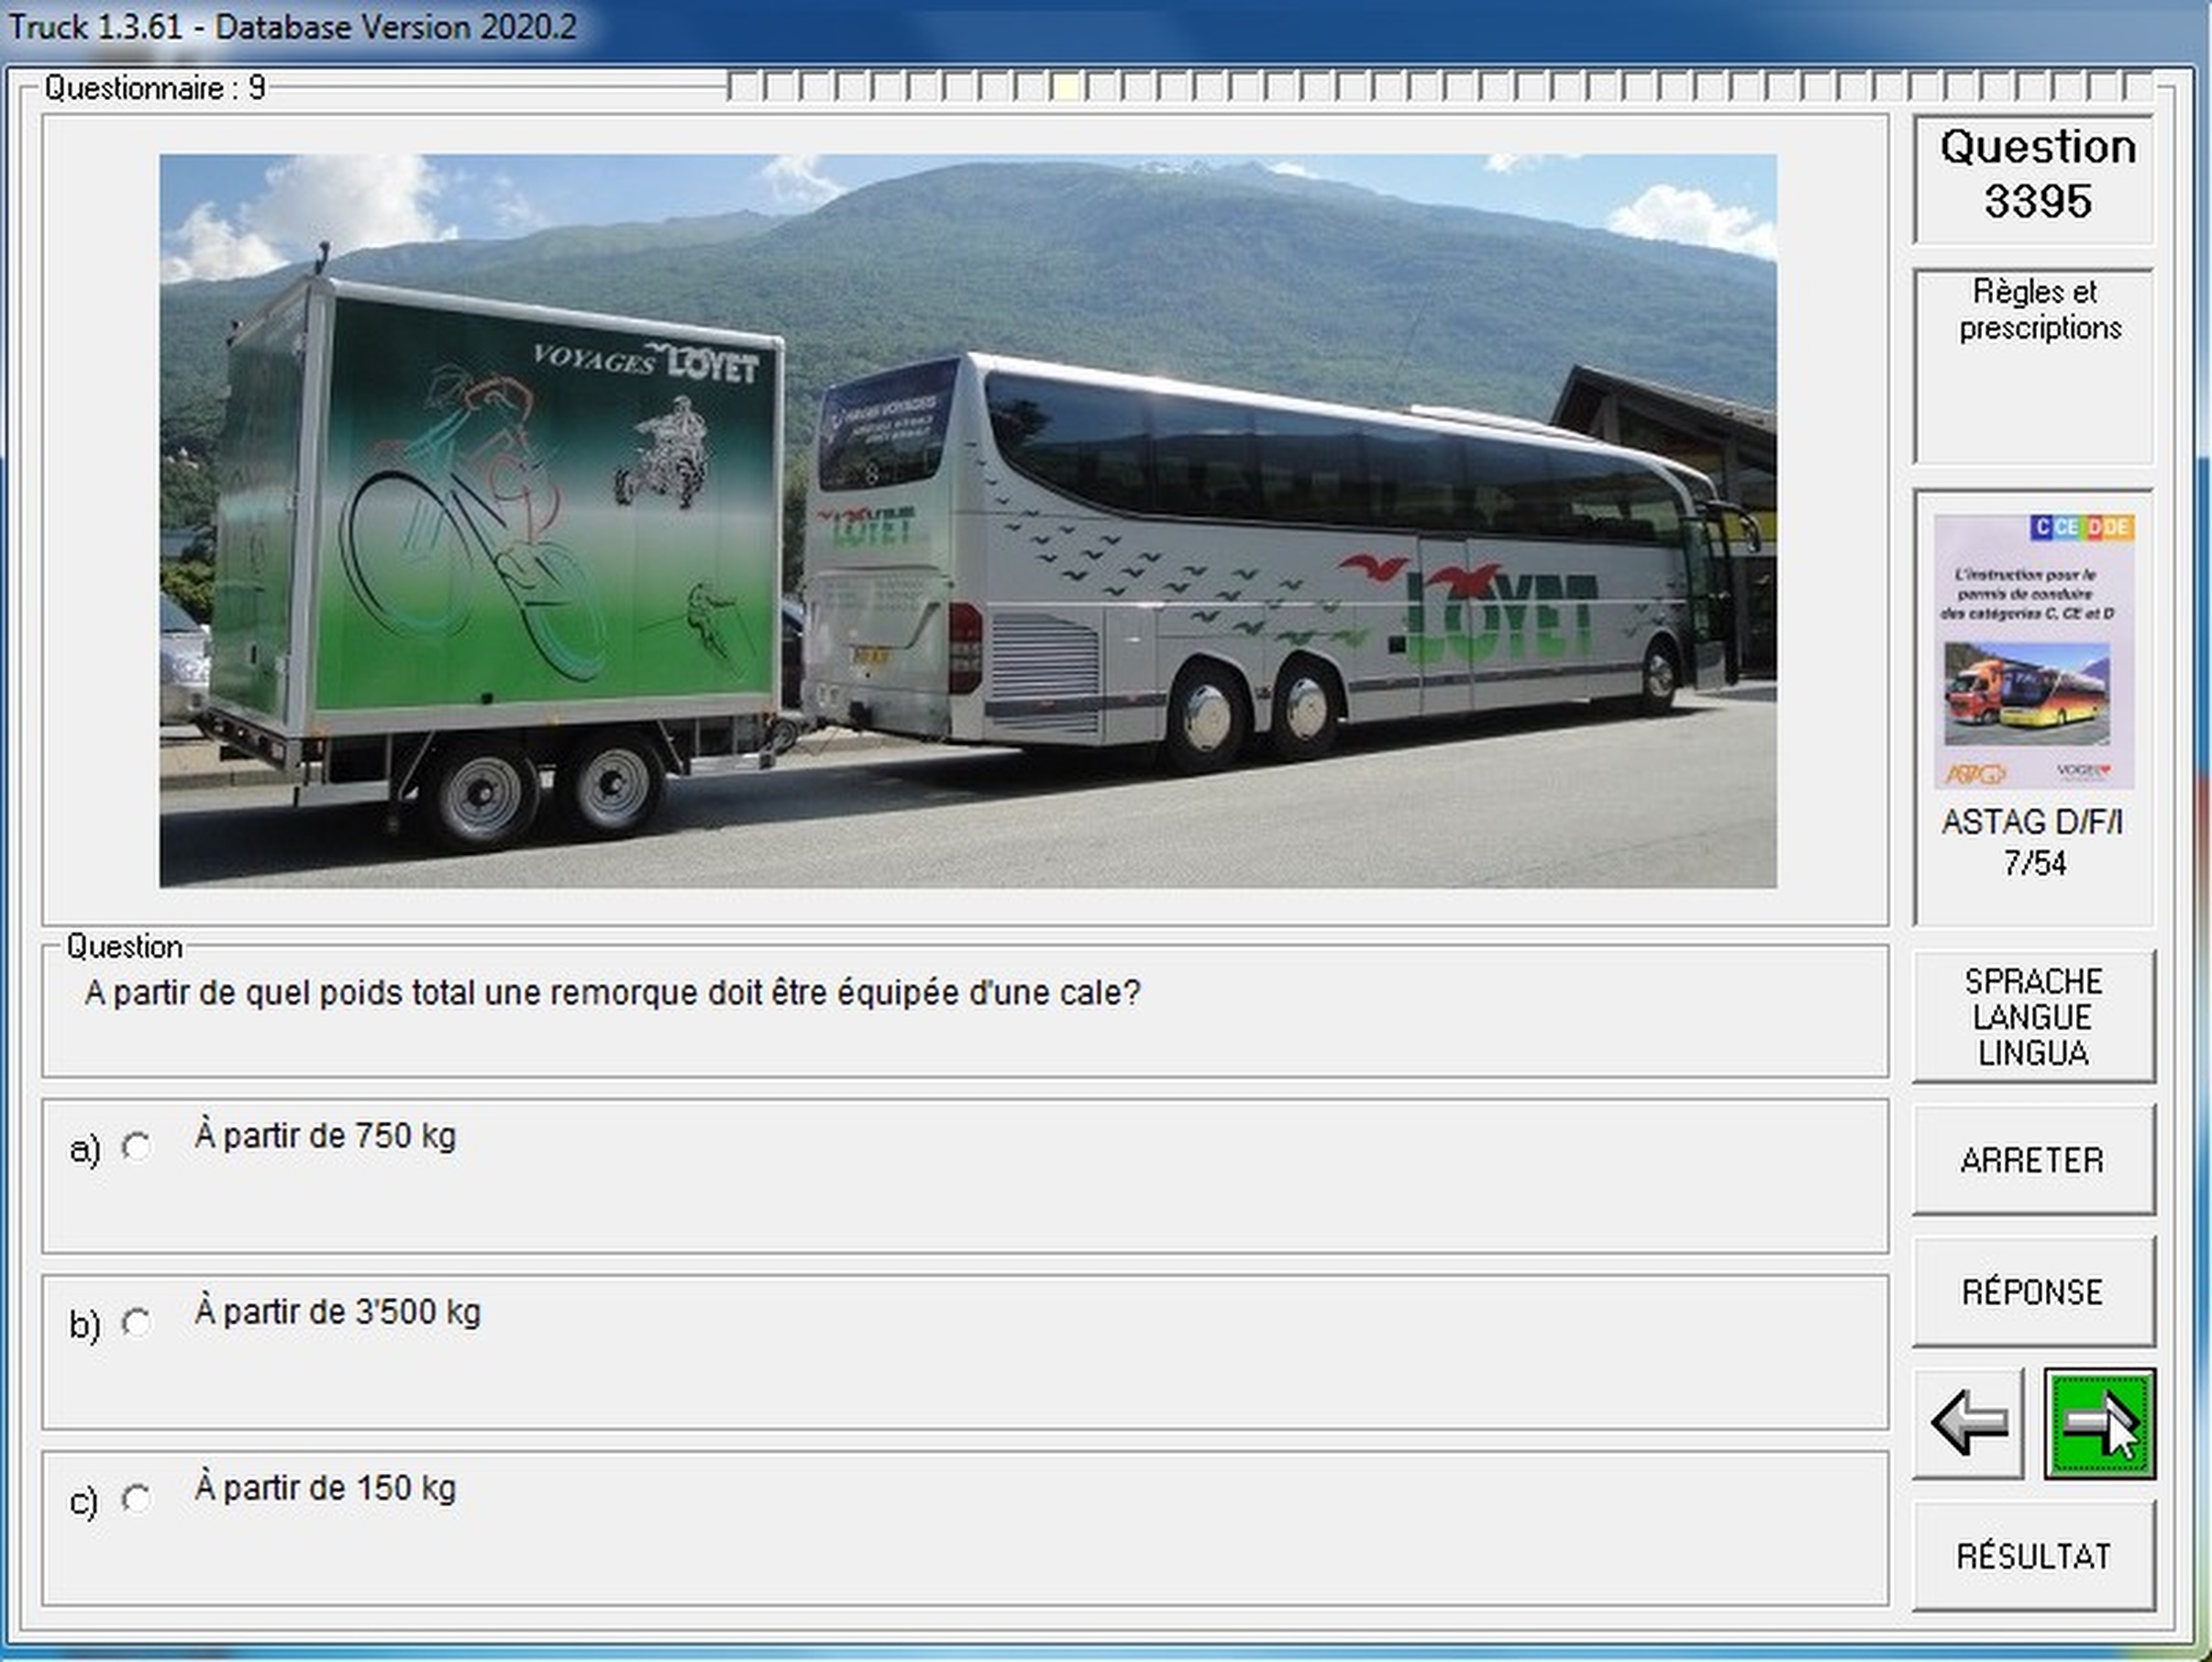 Truck 1.3.61 - Database Version 2020.2
Questionnaire : 9
VOYAGES LOYET
LOYET
LOYET
Question
3395
Règles et
prescriptions
C CE D DE
L'instruction pour le
permis de conduire
des catégories C, CE et D
ASTAG
VOGEL
ASTAG D/F/I
7/54
Question
A partir de quel poids total une remorque doit être équipée d'une cale?
a) À partir de 750 kg
b) À partir de 3'500 kg
c) À partir de 150 kg
SPRACHE
LANGUE
LINGUA
ARRETER
RÉPONSE
RÉSULTAT